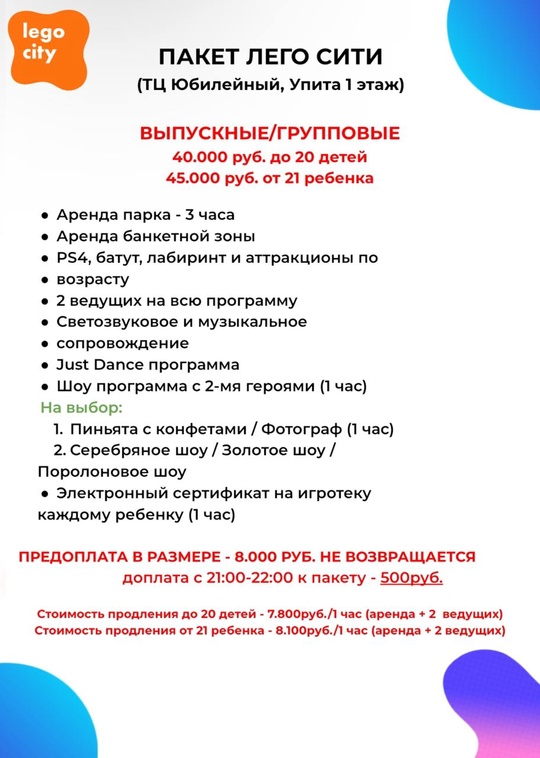 lego
city
ПАКЕТ ЛЕГО СИТИ
(ТЦ Юбилейный, Упита 1 этаж)
ВЫПУСКНЫЕ/ГРУППОВЫЕ
40.000 руб. до 20 детей
45.000 руб. от 21 ребенка
● Аренда парка - 3 часа
● Аренда банкетной зоны
● PS4, батут, лабиринт и аттракционы по
● возрасту
● 2 ведущих на всю программу
● Светозвуковое и музыкальное
● сопровождение
● Just Dance программа
● Шоу программа с 2-мя героями (1 час)
На выбор:
1. Пиньята с конфетами / Фотограф (1 час)
2. Серебряное шоу / Золотое шоу /
Поролоновое шоу
● Электронный сертификат на игротеку
каждому ребенку (1 час)
ПРЕДОПЛАТА В РАЗМЕРЕ - 8.000 РУБ. НЕ ВОЗВРАЩАЕТСЯ
доплата с 21:00-22:00 к пакету - 500руб.
Стоимость продления до 20 детей - 7.800руб./1 час (аренда + 2 ведущих)
Стоимость продления от 21 ребенка - 8.100руб./1 час (аренда + 2 ведущих)